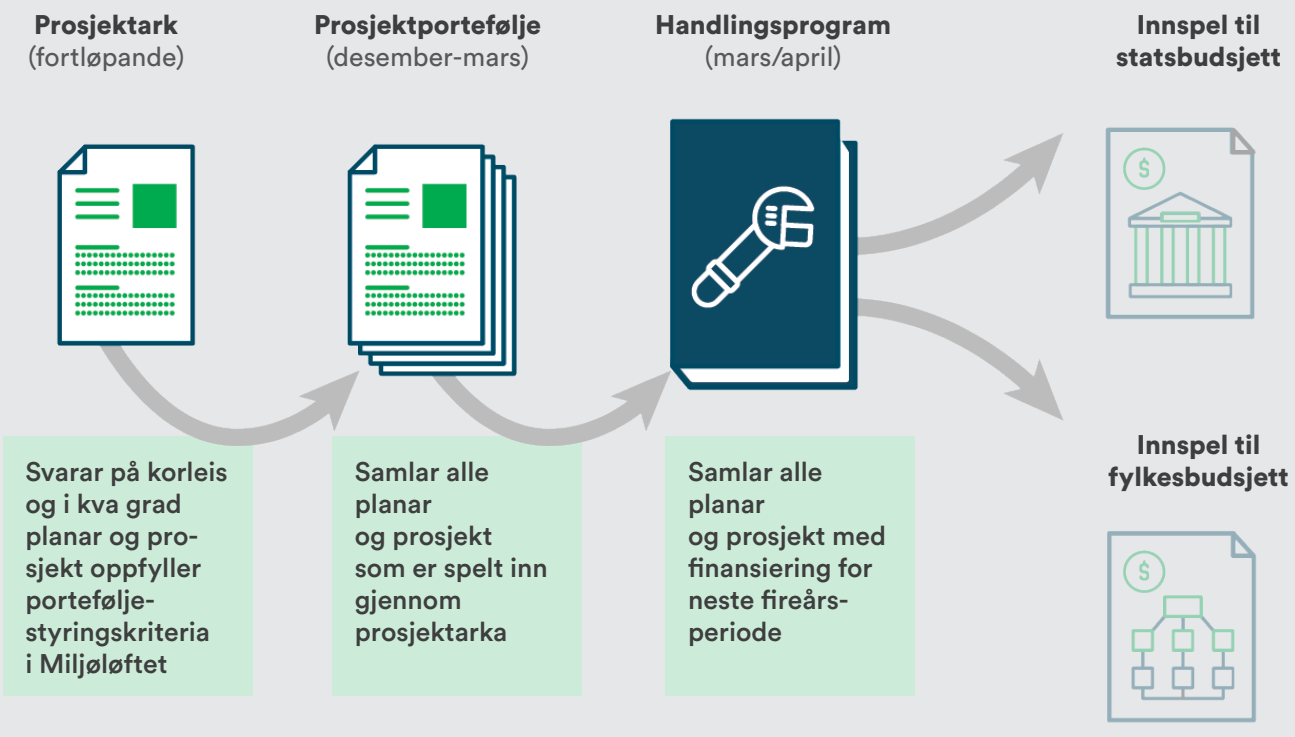 Prosjektark
(fortløpande)
Prosjektportefølje
(desember-mars)
Handlingsprogram
(mars/april)
Innspel til
statsbudsjett
$
Svarar på korleis
og i kva grad
planar og pro-
sjekt oppfyller
portefølje-
styringskriteria
i Miljøløftet
Samlar alle
planar
og prosjekt
som er spelt inn
gjennom
prosjektarka
Samlar alle
planar
og prosjekt med
finansiering for
neste fireårs-
periode
Innspel til
fylkesbudsjett
$